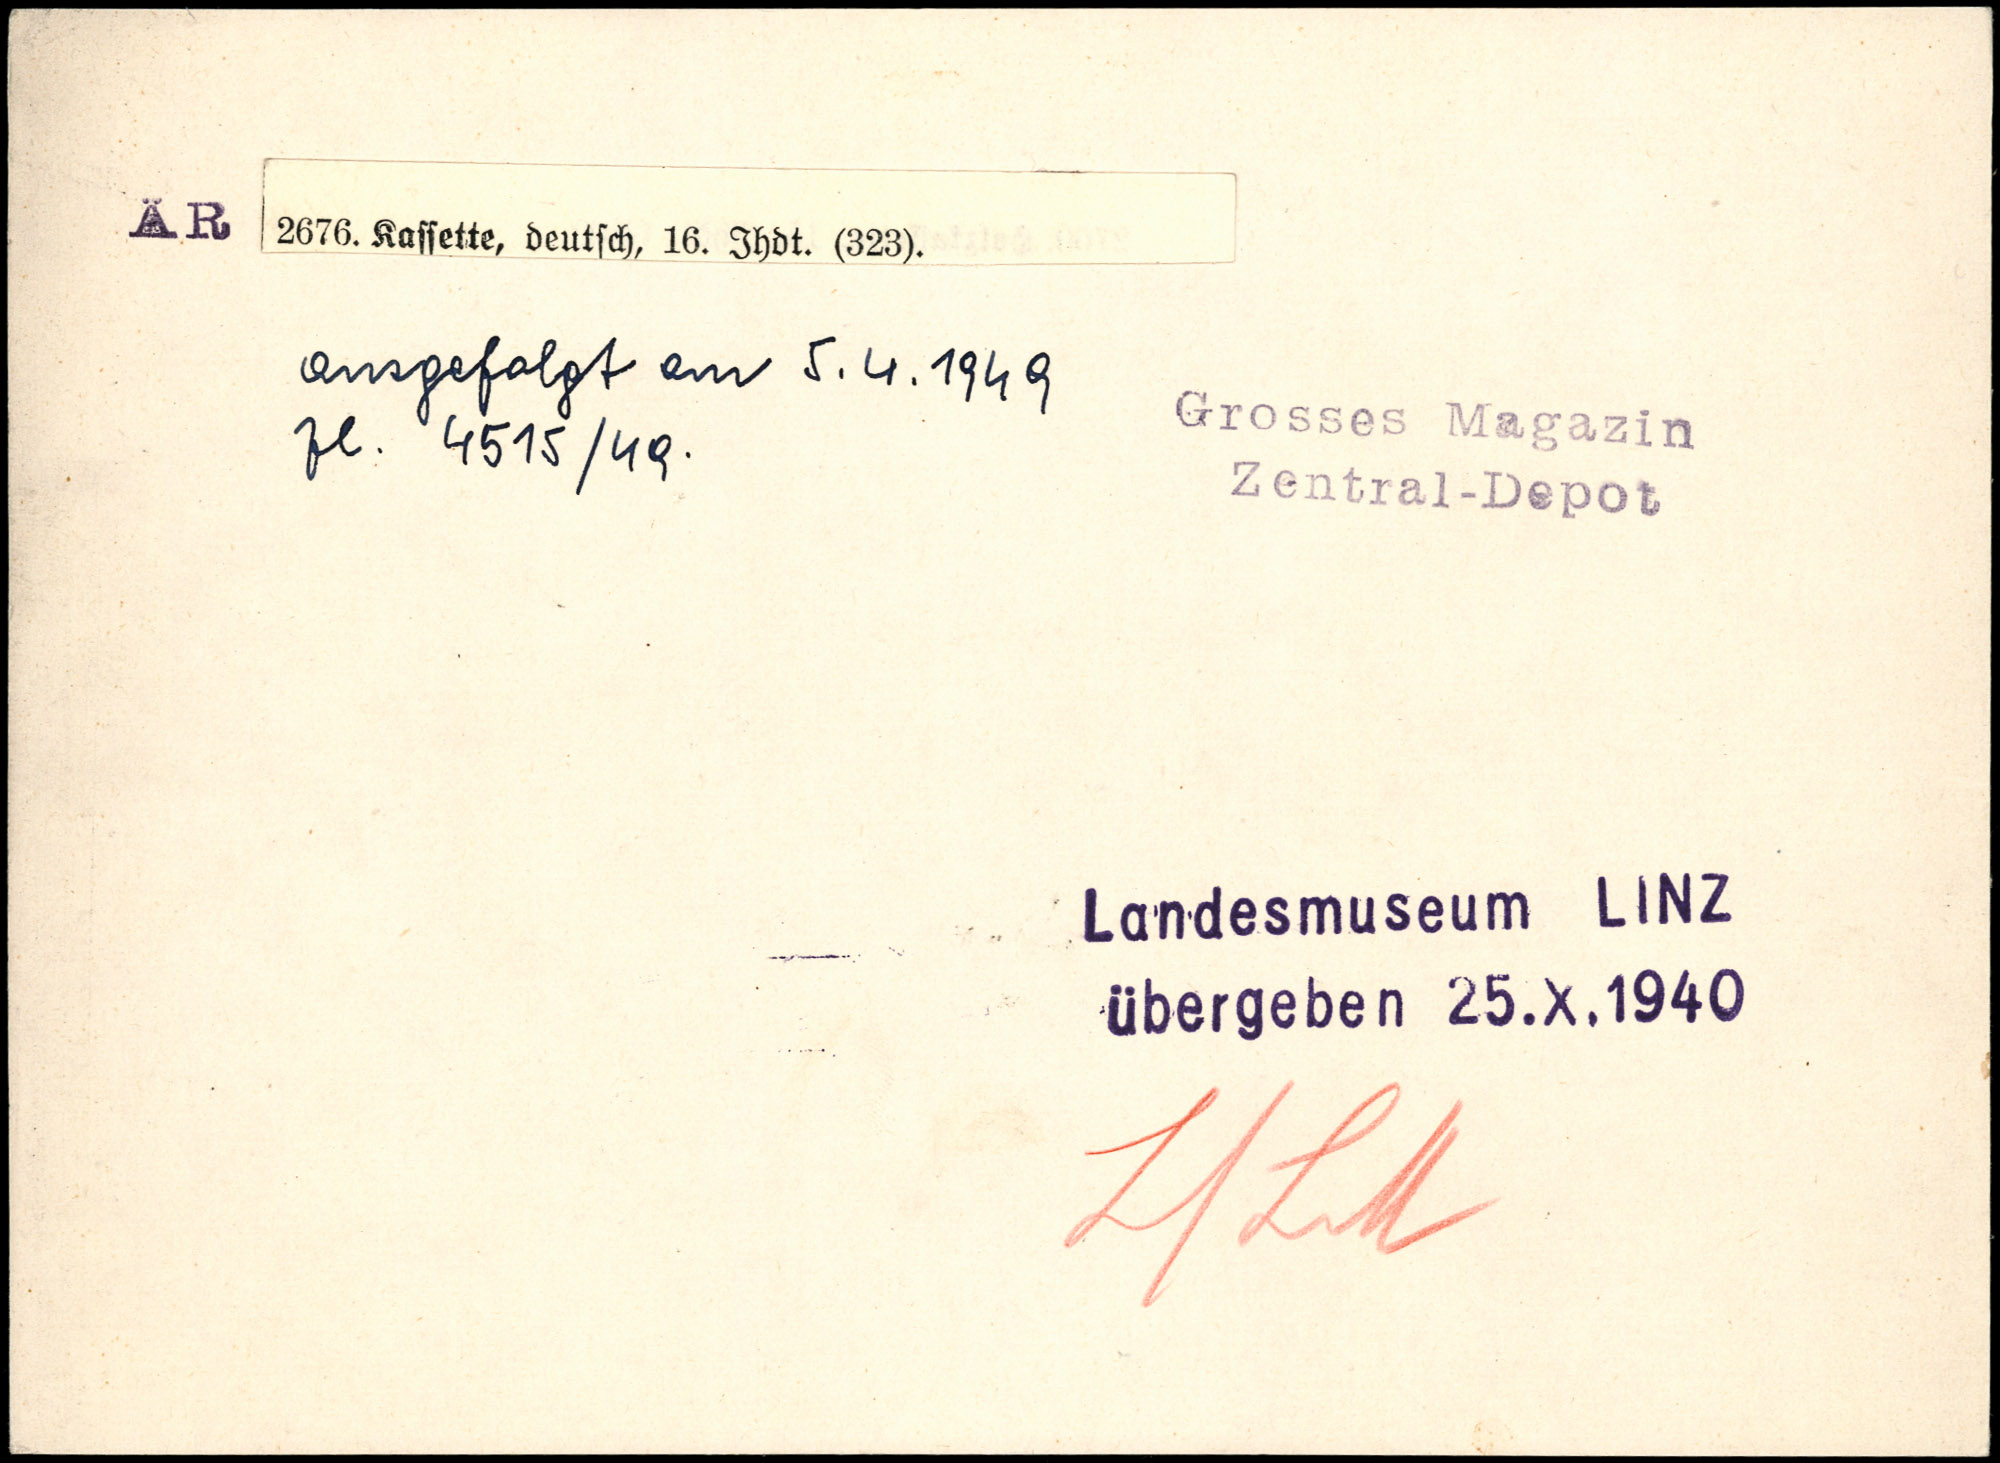 ÄR 2676. Kassette, deutsch, 16. Jhdt. (323).
ausgefolgt am 5.4.1949
Zl. 4515/49.
Grosses Magazin
Zentral-Depot
Landesmuseum LINZ
übergeben 25.X.1940